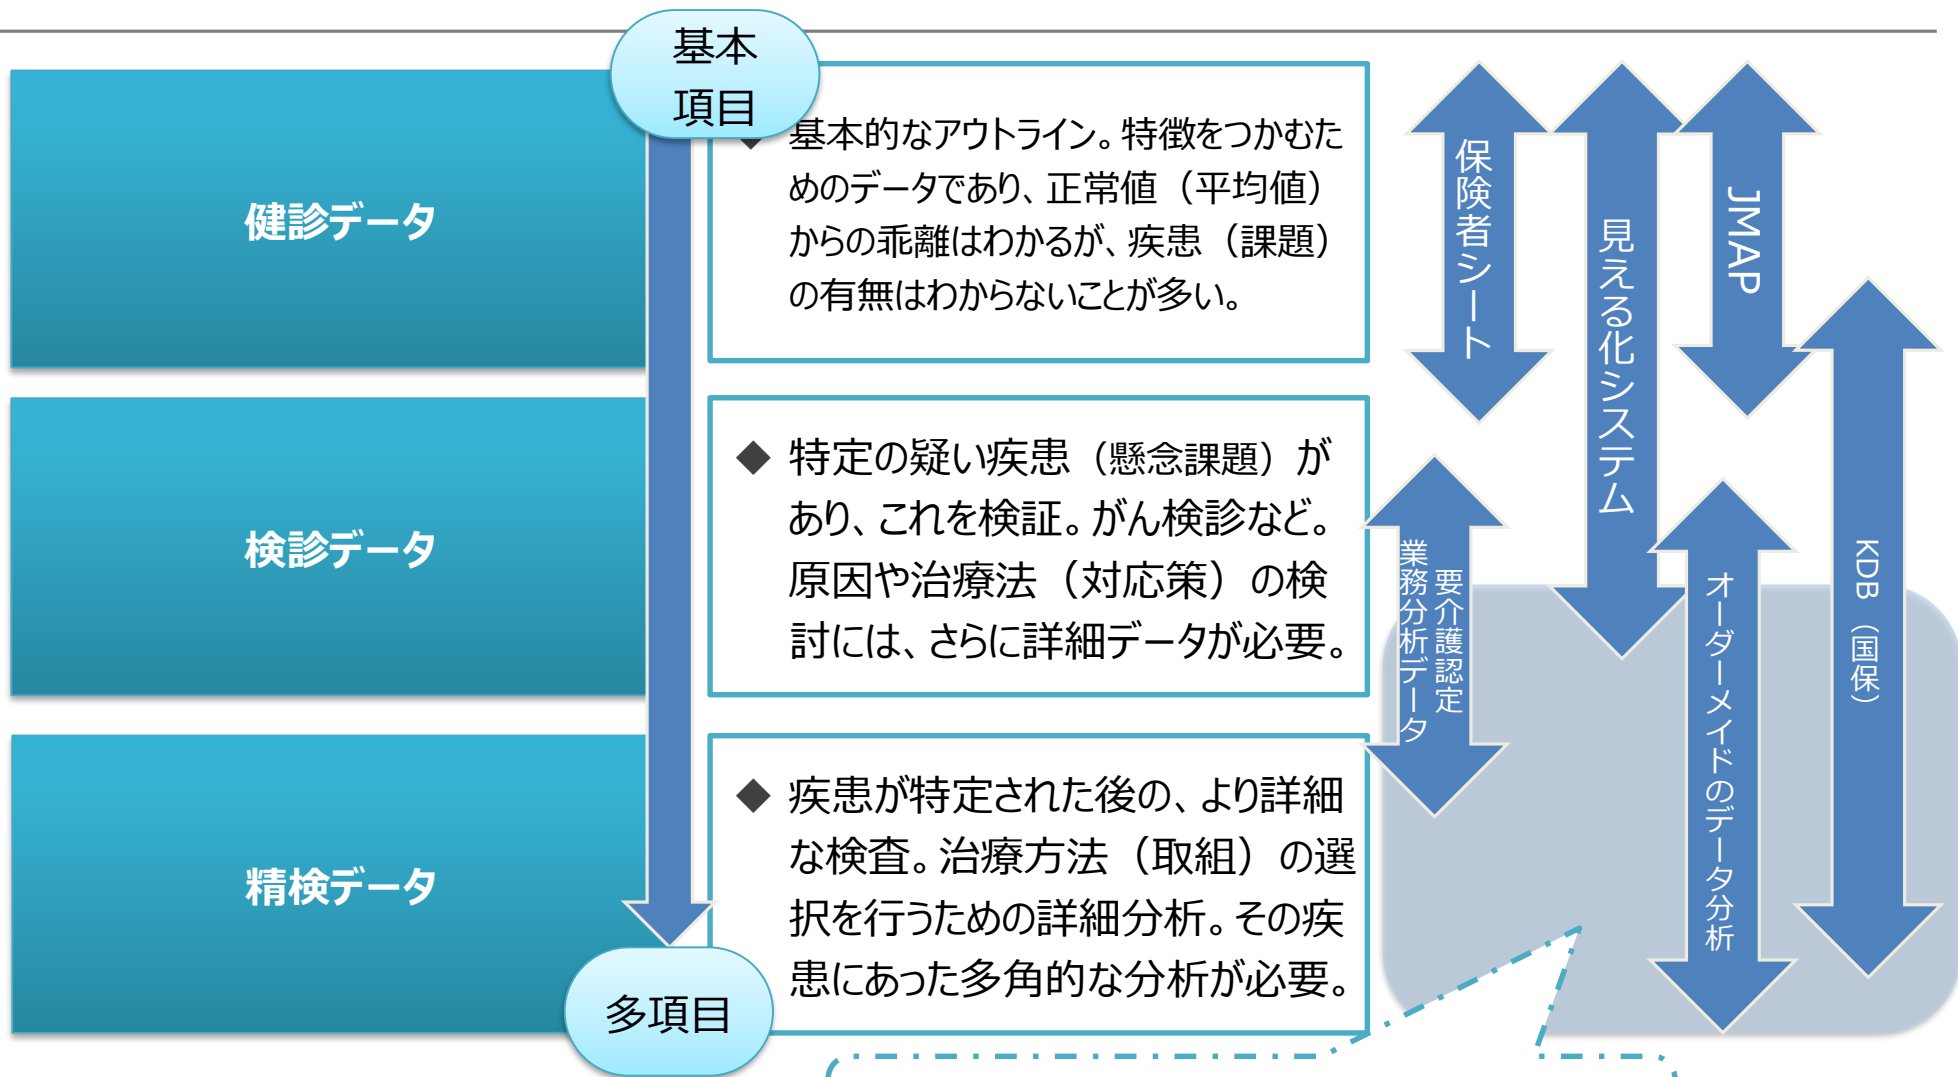 基本
項目
健診データ
◆ 基本的なアウトライン。特徴をつかむた
めのデータであり、正常値（平均値）
からの乖離はわかるが、疾患（課題）
の有無はわからないことが多い。
検診データ
◆ 特定の疑い疾患（懸念課題）が
あり、これを検証。がん検診など。
原因や治療法（対応策）の検
討には、さらに詳細データが必要。
精検データ
◆ 疾患が特定された後の、より詳細
な検査。治療方法（取組）の選
択を行うための詳細分析。その疾
患にあった多角的な分析が必要。
多項目
保険者シート
見える化システム
JMAP
要介護認定
業務分析データ
オーダーメイドのデータ分析
KDB（国保）